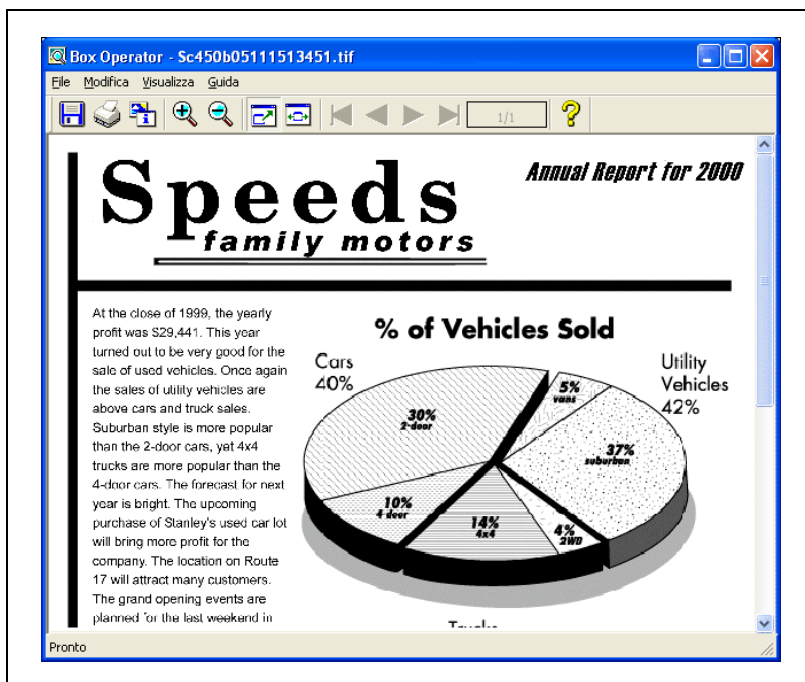 Box Operator - Sc450b05111513451.tif
File Modifica Visualizza Guida
1/1
Speeds
family motors
Annual Report for 2000
At the close of 1999, the yearly
profit was $29,441. This year
turned out to be very good for the
sale of used vehicles. Once again
the sales of utility vehicles are
above cars and truck sales.
Suburban style is more popular
than the 2-door cars, yet 4x4
trucks are more popular than the
4-door cars. The forecast for next
year is bright. The upcoming
purchase of Stanley's used car lot
will bring more profit for the
company. The location on Route
17 will attract many customers.
The grand opening events are
planned for the last weekend in
% of Vehicles Sold
Cars
40%
Utility
Vehicles
42%
5%
vans
30%
2-door
37%
suburban
10%
4 door
14%
4x4
4%
2WD
Trucks
Pronto